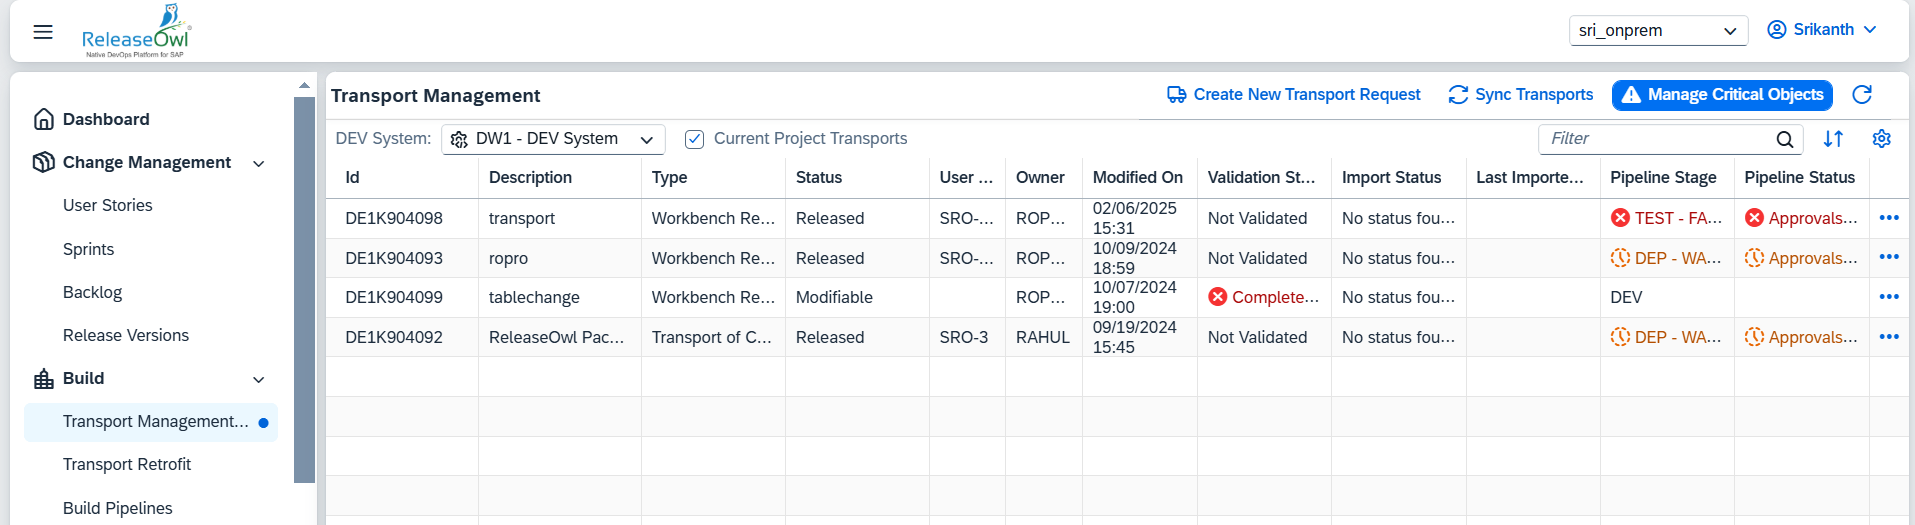 ReleaseOwl
Native DevOps Platform for SAP
sri_onprem
Srikanth
Dashboard
Change Management
User Stories
Sprints
Backlog
Release Versions
Build
Transport Management...
Transport Retrofit
Build Pipelines
Transport Management
Create New Transport Request
Sync Transports
Manage Critical Objects
DEV System: DW1 - DEV System
Current Project Transports
Filter
Id Description Type Status User ... Owner Modified On Validation St... Import Status Last Importe... Pipeline Stage Pipeline Status
DE1K904098 transport Workbench Re... Released SRO-... ROP... 02/06/2025 15:31 Not Validated No status fou... TEST - FA... Approvals...
DE1K904093 ropro Workbench Re... Released SRO-... ROP... 10/09/2024 18:59 Not Validated No status fou... DEP - WA... Approvals...
DE1K904099 tablechange Workbench Re... Modifiable ROP... 10/07/2024 19:00 Complete... No status fou... DEV
DE1K904092 ReleaseOwl Pac... Transport of C... Released SRO-3 RAHUL 09/19/2024 15:45 Not Validated No status fou... DEP - WA... Approvals...